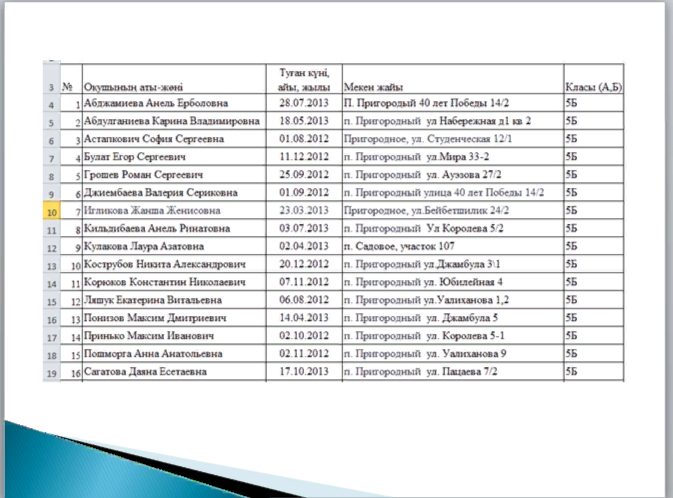 Туған күні,
3 № Оқушының аты-жөні айы, жылы Мекен жайы Класы (А,Б)
4 1 Абджамиева Анель Ерболовна 28.07.2013 П. Пригородый 40 лет Победы 14/2 5Б
5 2 Абдулганиева Карина Владимировна 18.05.2013 п. Пригородный ул Набережная д1 кв 2 5Б
6 3 Астапкович София Сергеевна 01.08.2012 Пригородное, ул. Студенческая 12/1 5Б
7 4 Булат Егор Сергеевич 11.12.2012 п. Пригородный ул.Мира 33-2 5Б
8 5 Грошев Роман Сергеевич 25.09.2012 п. Пригородный ул. Ауэзова 27/2 5Б
9 6 Джиембаева Валерия Сериковна 01.09.2012 п. Пригородный улица 40 лет Победы 14/2 5Б
10 7 Игликова Жанша Женисовна 23.03.2013 Пригородное, ул.Бейбетшилик 24/2 5Б
11 8 Кильдибаева Анель Ринатовна 03.07.2013 п. Пригородный Ул Королева 5/2 5Б
12 9 Кулакова Лаура Азатовна 02.04.2013 п. Садовое, участок 107 5Б
13 10 Кострубов Никита Александрович 20.12.2012 п. Пригородный ул.Джамбула 3\1 5Б
14 11 Корюков Константин Николаевич 07.11.2012 п. Пригородный ул. Юбилейная 4 5Б
15 12 Ляшук Екатерина Витальевна 06.08.2012 п. Пригородный ул.Уалиханова 1,2 5Б
16 13 Понизов Максим Дмитриевич 14.04.2013 п. Пригородный ул. Джамбула 5 5Б
17 14 Принько Максим Иванович 02.10.2012 п. Пригородный ул. Королева 5-1 5Б
18 15 Пошморга Анна Анатольевна 02.11.2012 п. Пригородный ул. Уалиханова 9 5Б
19 16 Сагатова Даяна Есетаевна 17.10.2013 п. Пригородный ул. Пацаева 7/2 5Б